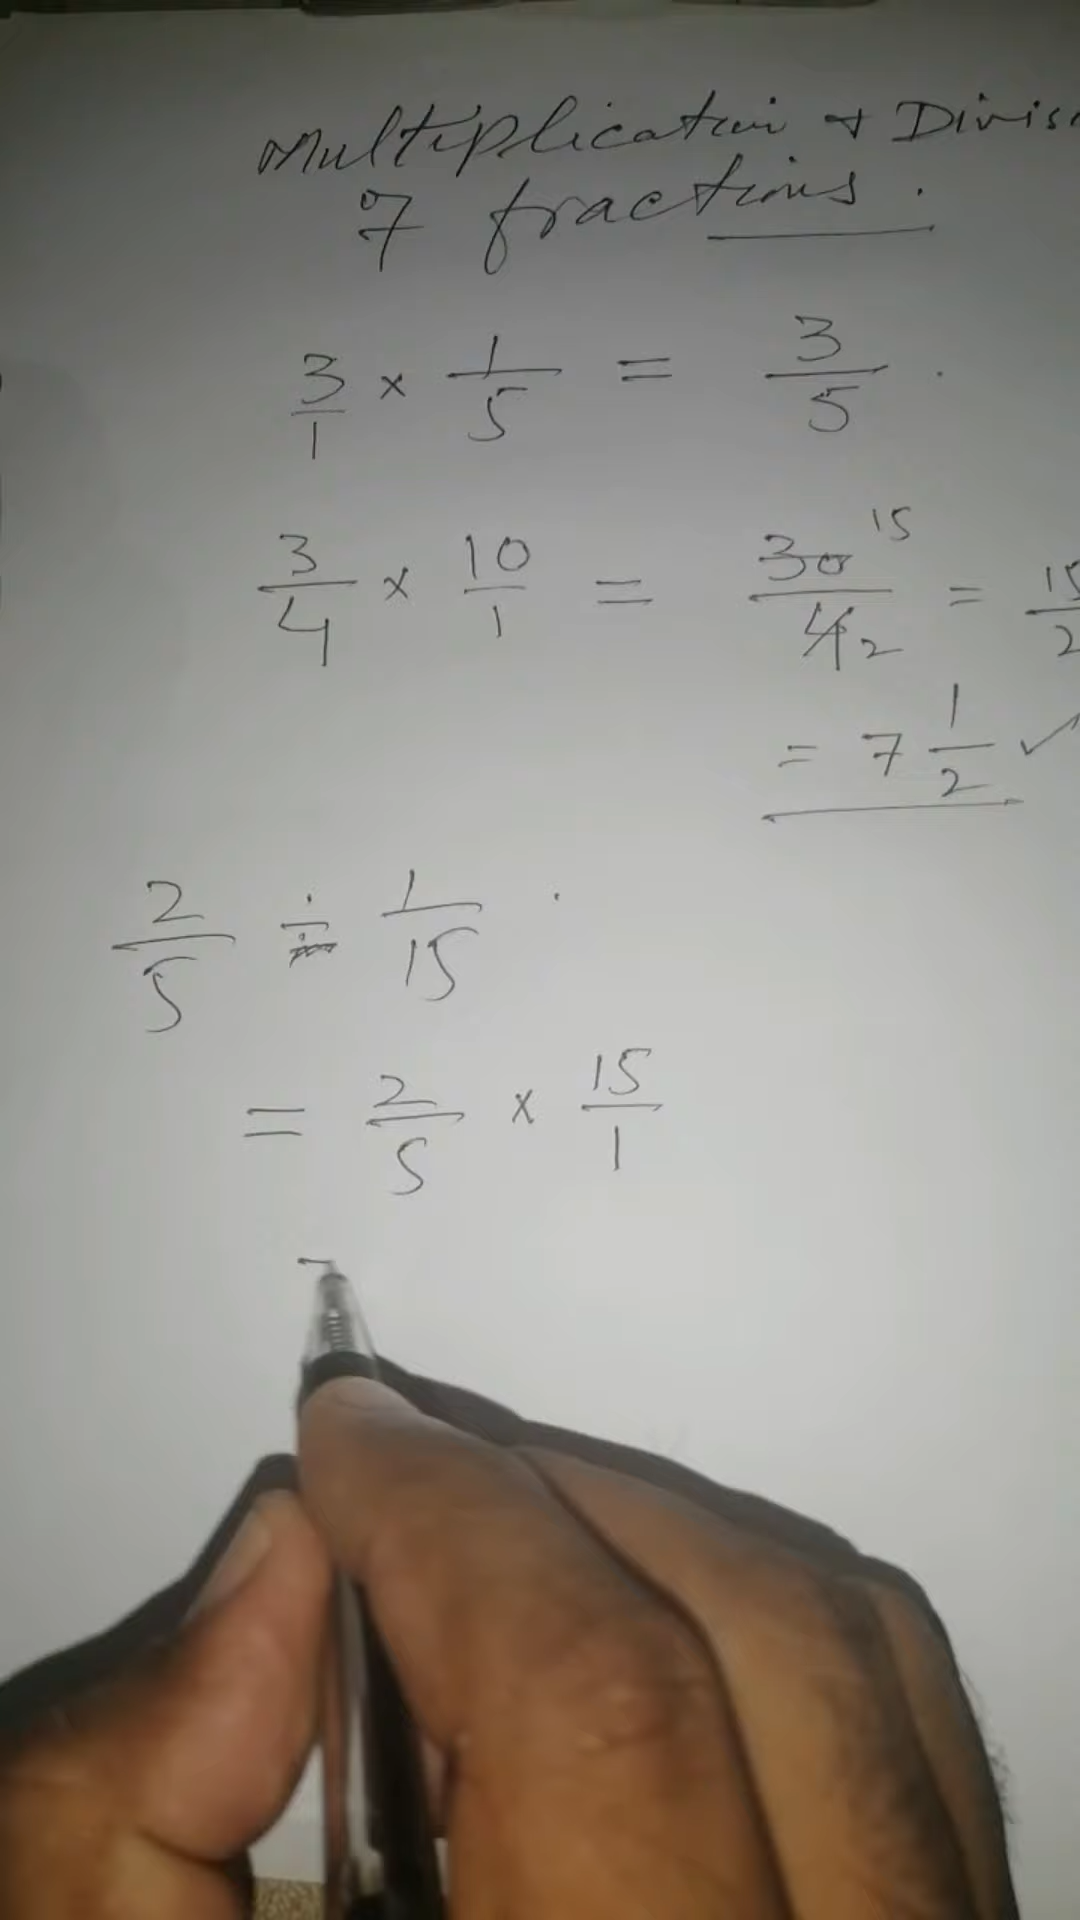 Multiplication & Divis
7 fractions.
3/1 × 1/5 = 3/5.
3/4 × 10/1 = 30/4 15 2 = 15/2
= 7 1/2 ✓
2/5 ÷ 1/15
= 2/5 × 15/1